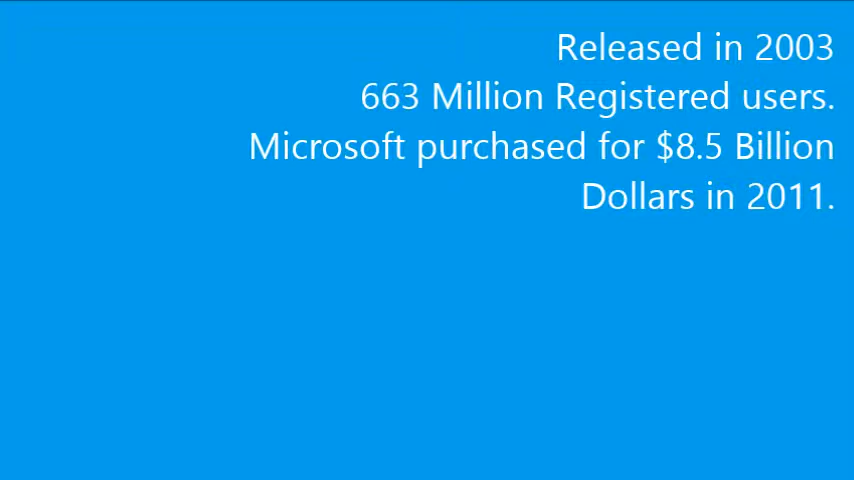 Released in 2003
663 Million Registered users.
Microsoft purchased for $8.5 Billion
Dollars in 2011.